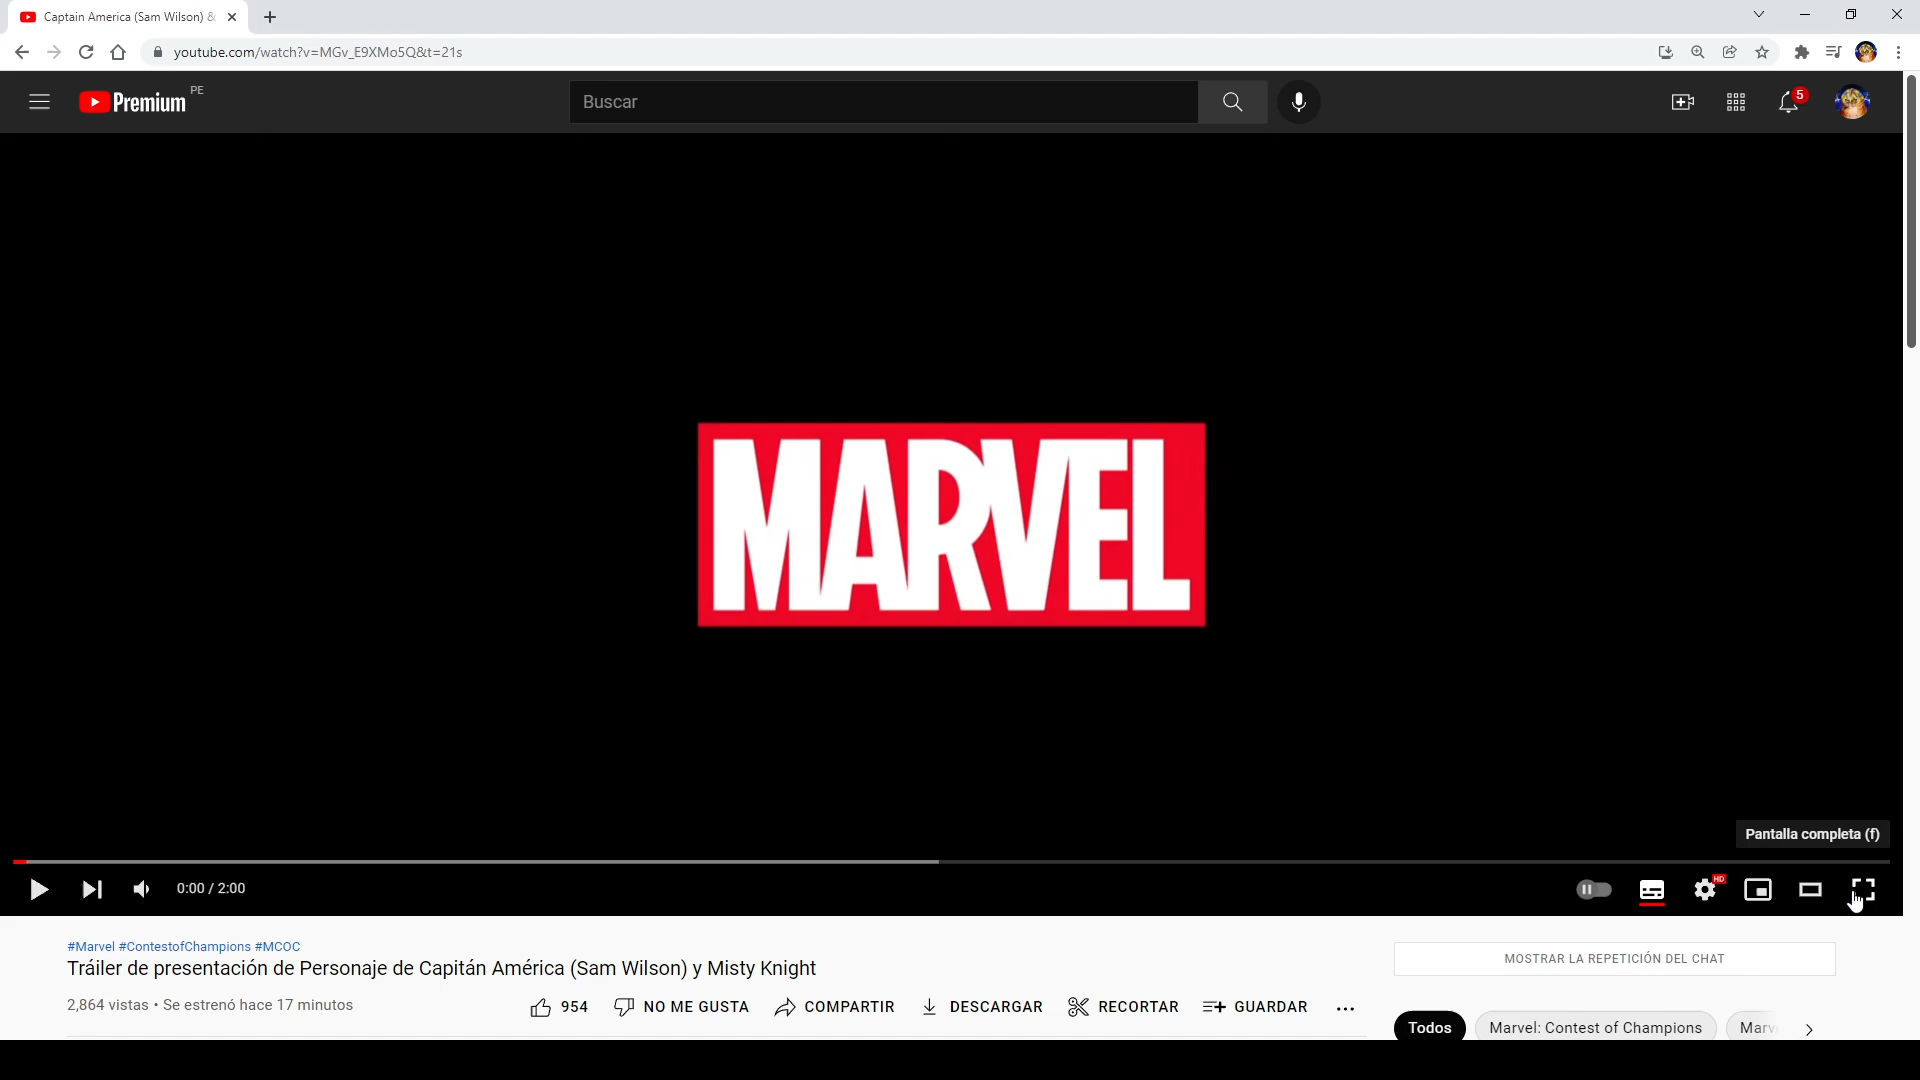 Captain America (Sam Wilson) &
youtube.com/watch?v=MGv_E9XMo5Q&t=21s
Premium PE
Buscar
5
MARVEL
Pantalla completa (f)
0:00 / 2:00
HD
#Marvel #ContestofChampions #MCOC
Tráiler de presentación de Personaje de Capitán América (Sam Wilson) y Misty Knight
2,864 vistas • Se estrenó hace 17 minutos
954 NO ME GUSTA COMPARTIR DESCARGAR RECORTAR GUARDAR
MOSTRAR LA REPETICIÓN DEL CHAT
Todos Marvel: Contest of Champions